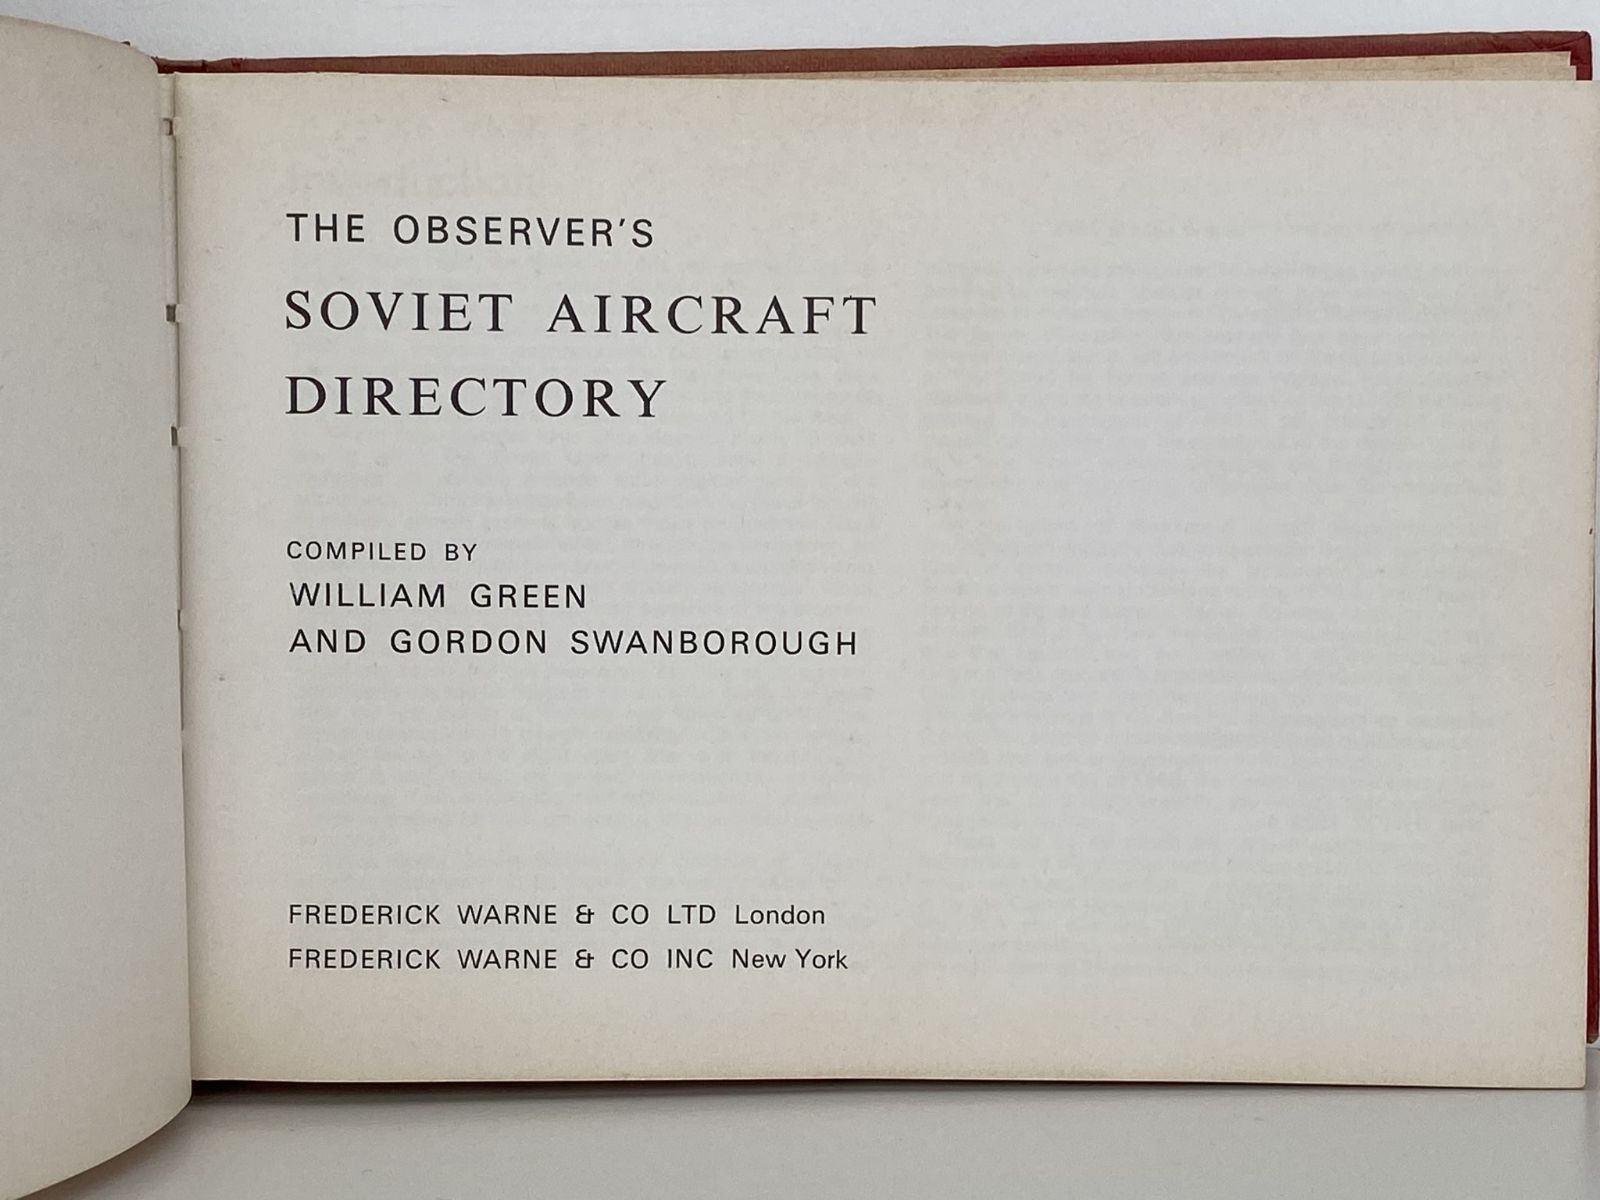 THE OBSERVER'S
SOVIET AIRCRAFT
DIRECTORY
COMPILED BY
WILLIAM GREEN
AND GORDON SWANBOROUGH
FREDERICK WARNE & CO LTD London
FREDERICK WARNE & CO INC New York